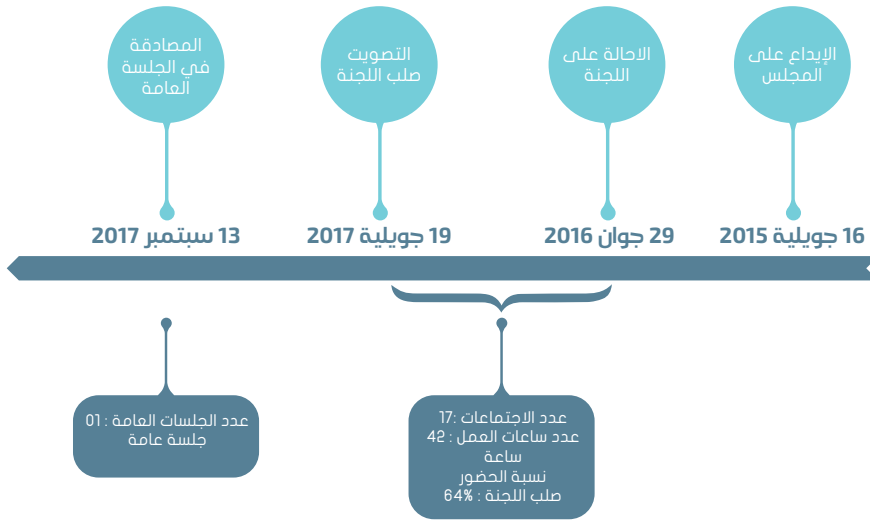 الإيداع على
المجلس
الاحالة على
اللجنة
التصويت
صلب اللجنة
المصادقة
في الجلسة
العامة
16 جويلية 2015
29 جوان 2016
19 جويلية 2017
13 سبتمبر 2017
عدد الاجتماعات :17
عدد ساعات العمل : 42
ساعة
نسبة الحضور
صلب اللجنة : 64%
عدد الجلسات العامة : 01
جلسة عامة